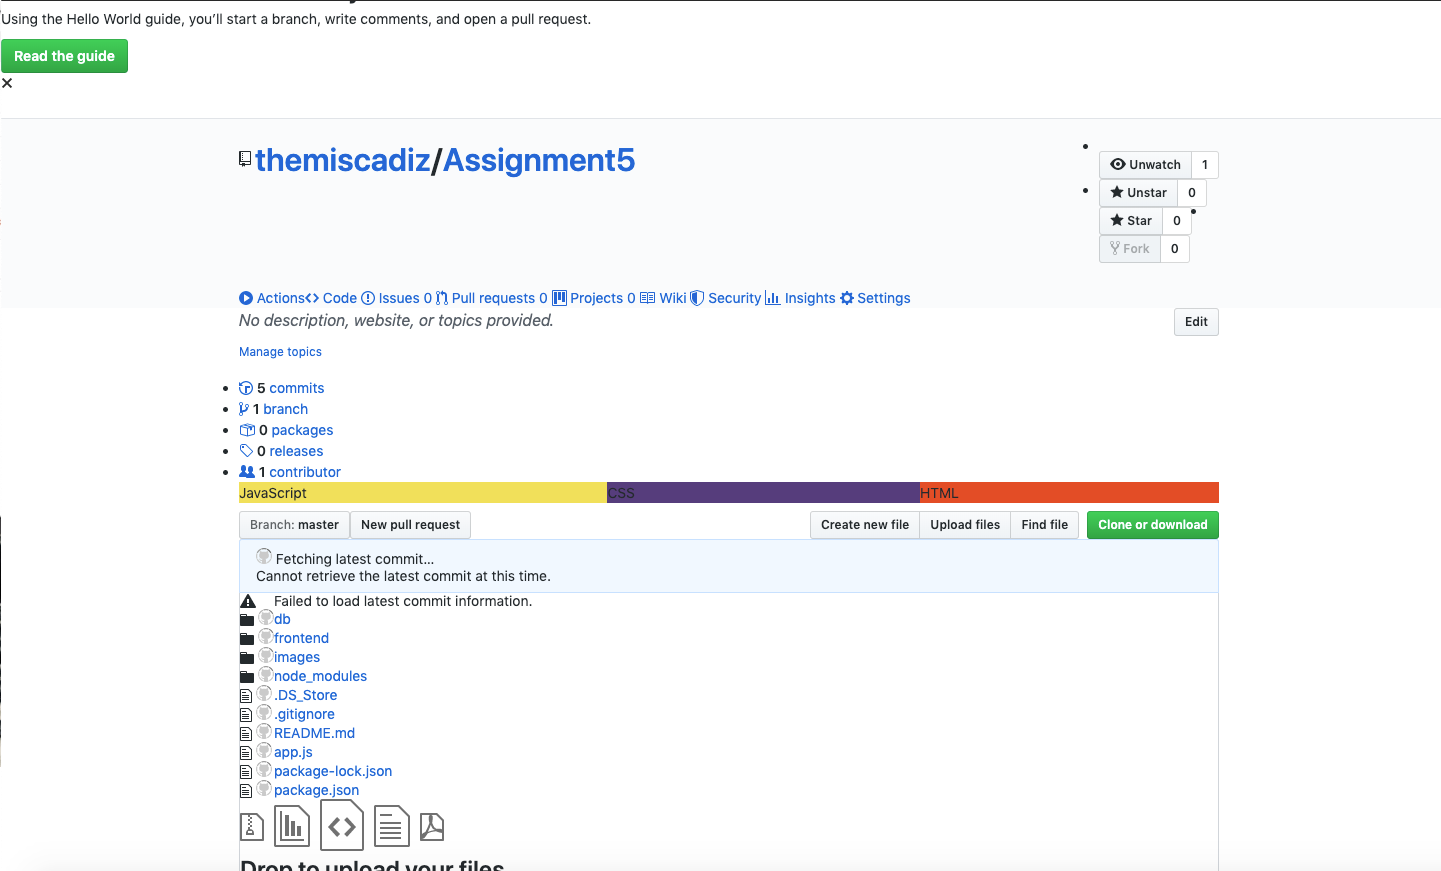 Using the Hello World guide, you’ll start a branch, write comments, and open a pull request.
Read the guide
themiscadiz/Assignment5
Unwatch 1
Unstar 0
Star 0
Fork 0
Actions Code Issues 0 Pull requests 0 Projects 0 Wiki Security Insights Settings
No description, website, or topics provided.
Edit
Manage topics
5 commits
1 branch
0 packages
0 releases
1 contributor
JavaScript CSS HTML
Branch: master New pull request Create new file Upload files Find file Clone or download
Fetching latest commit…
Cannot retrieve the latest commit at this time.
Failed to load latest commit information.
db
frontend
images
node_modules
.DS_Store
.gitignore
README.md
app.js
package-lock.json
package.json
Drop to upload your files